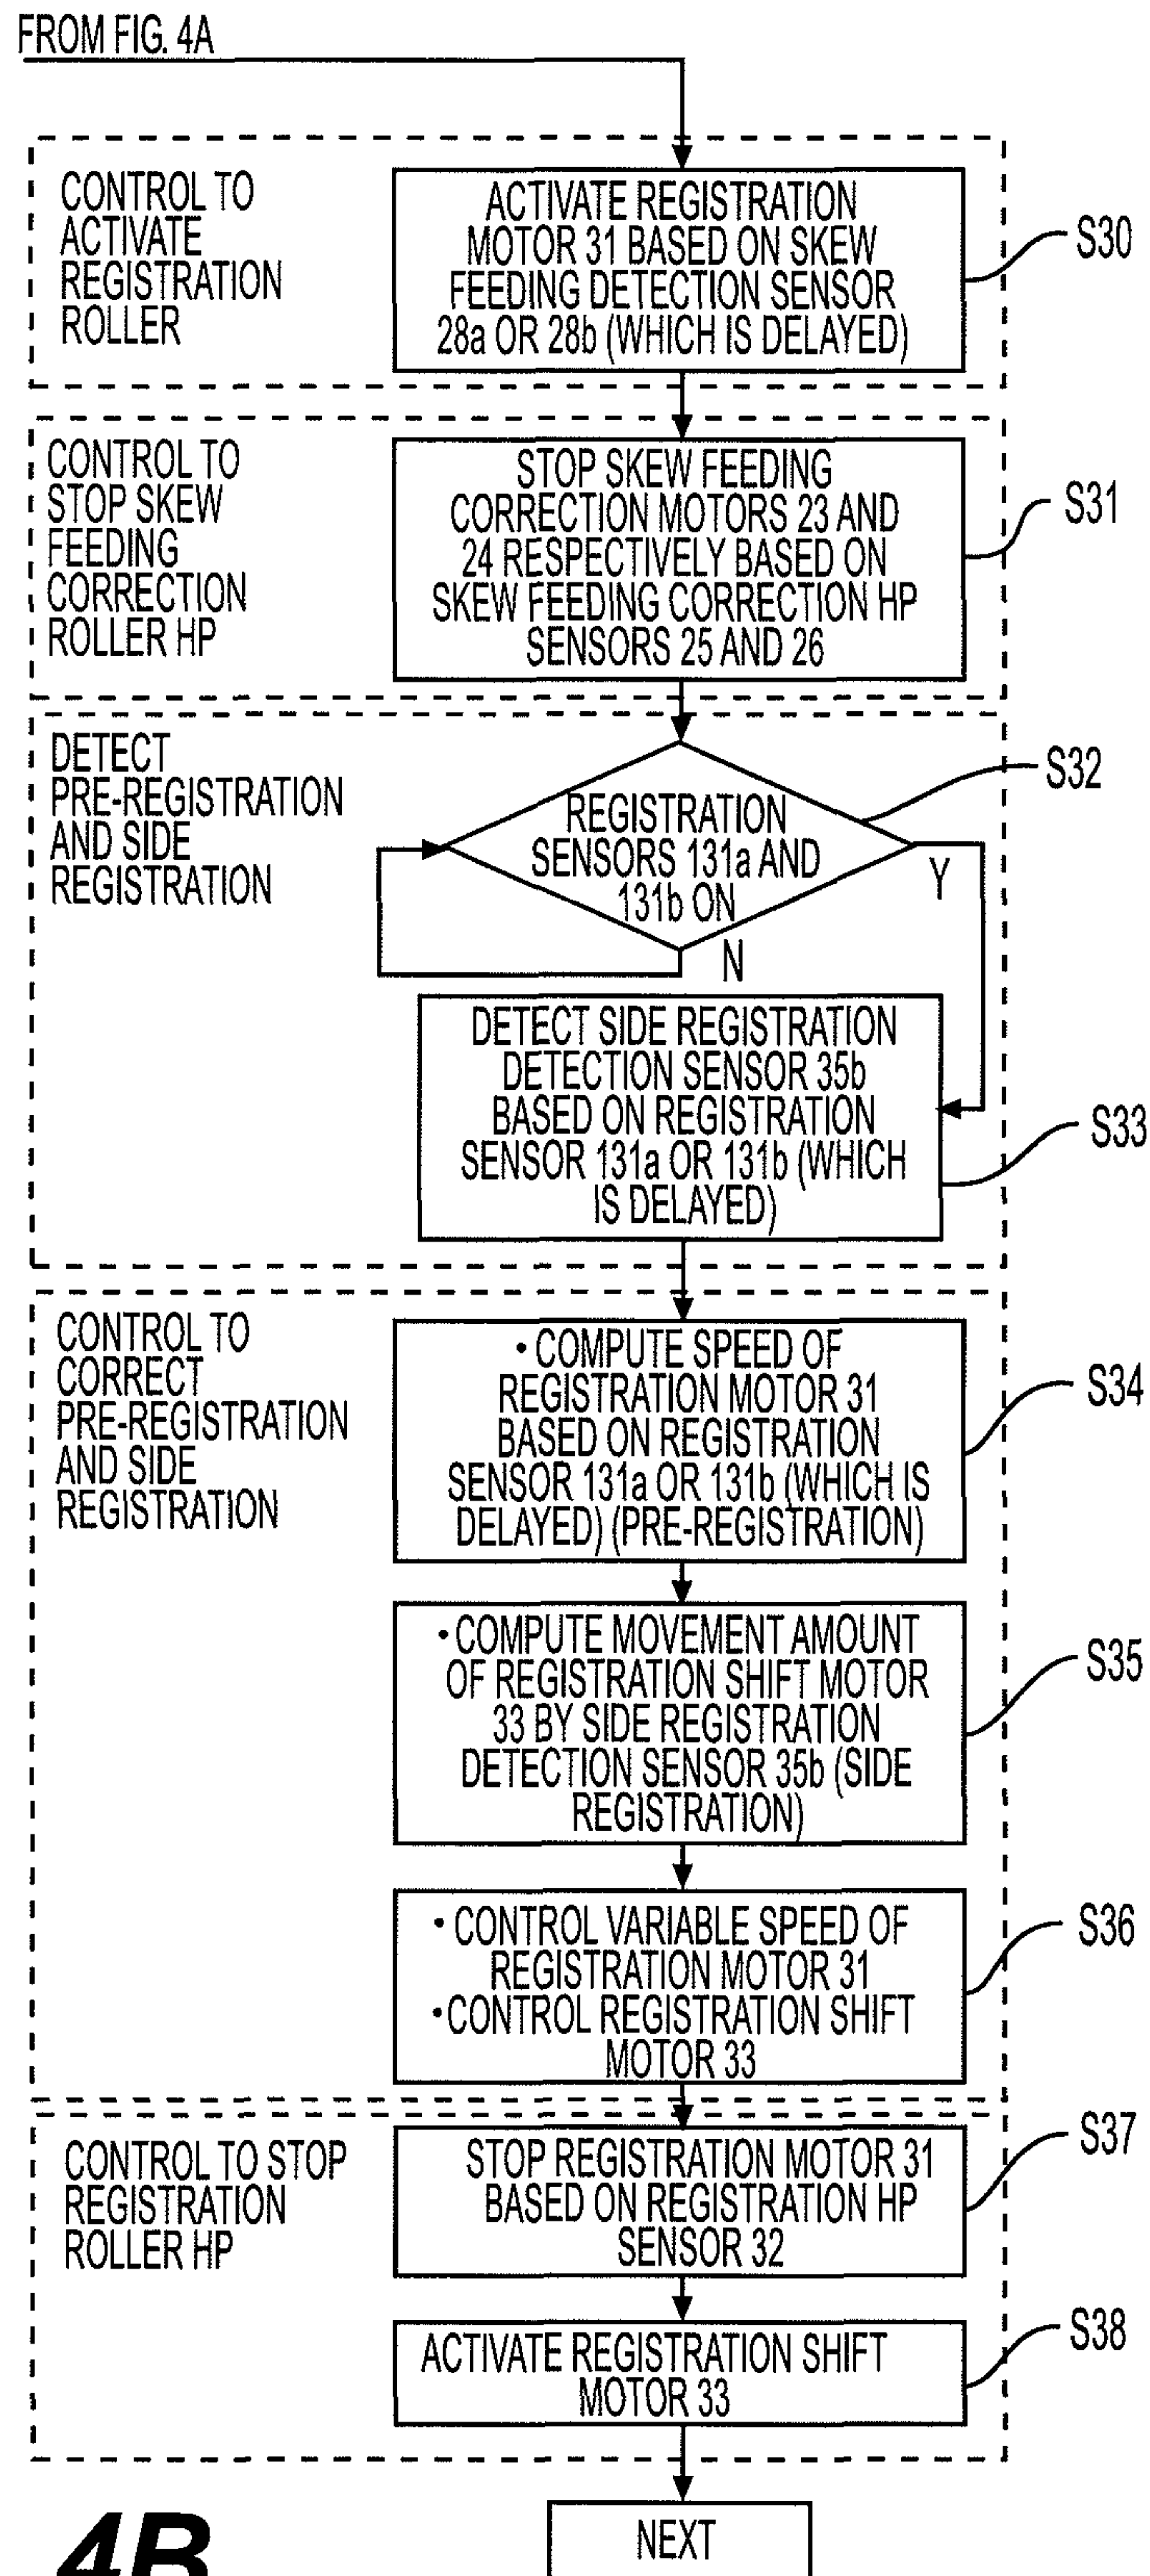 FROM FIG. 4A
CONTROL TO
ACTIVATE
REGISTRATION
ROLLER
ACTIVATE REGISTRATION
MOTOR 31 BASED ON SKEW
FEEDING DETECTION SENSOR
28a OR 28b (WHICH IS DELAYED)
S30
CONTROL TO
STOP SKEW
FEEDING
CORRECTION
ROLLER HP
STOP SKEW FEEDING
CORRECTION MOTORS 23 AND
24 RESPECTIVELY BASED ON
SKEW FEEDING CORRECTION HP
SENSORS 25 AND 26
S31
DETECT
PRE-REGISTRATION
AND SIDE
REGISTRATION
REGISTRATION
SENSORS 131a AND
131b ON
S32
Y
N
DETECT SIDE REGISTRATION
DETECTION SENSOR 35b
BASED ON REGISTRATION
SENSOR 131a OR 131b (WHICH
IS DELAYED)
S33
CONTROL TO
CORRECT
PRE-REGISTRATION
AND SIDE
REGISTRATION
• COMPUTE SPEED OF
REGISTRATION MOTOR 31
BASED ON REGISTRATION
SENSOR 131a OR 131b (WHICH IS
DELAYED) (PRE-REGISTRATION)
S34
• COMPUTE MOVEMENT AMOUNT
OF REGISTRATION SHIFT MOTOR
33 BY SIDE REGISTRATION
DETECTION SENSOR 35b (SIDE
REGISTRATION)
S35
• CONTROL VARIABLE SPEED OF
REGISTRATION MOTOR 31
• CONTROL REGISTRATION SHIFT
MOTOR 33
S36
CONTROL TO STOP
REGISTRATION
ROLLER HP
STOP REGISTRATION MOTOR 31
BASED ON REGISTRATION HP
SENSOR 32
S37
ACTIVATE REGISTRATION SHIFT
MOTOR 33
S38
NEXT
4B